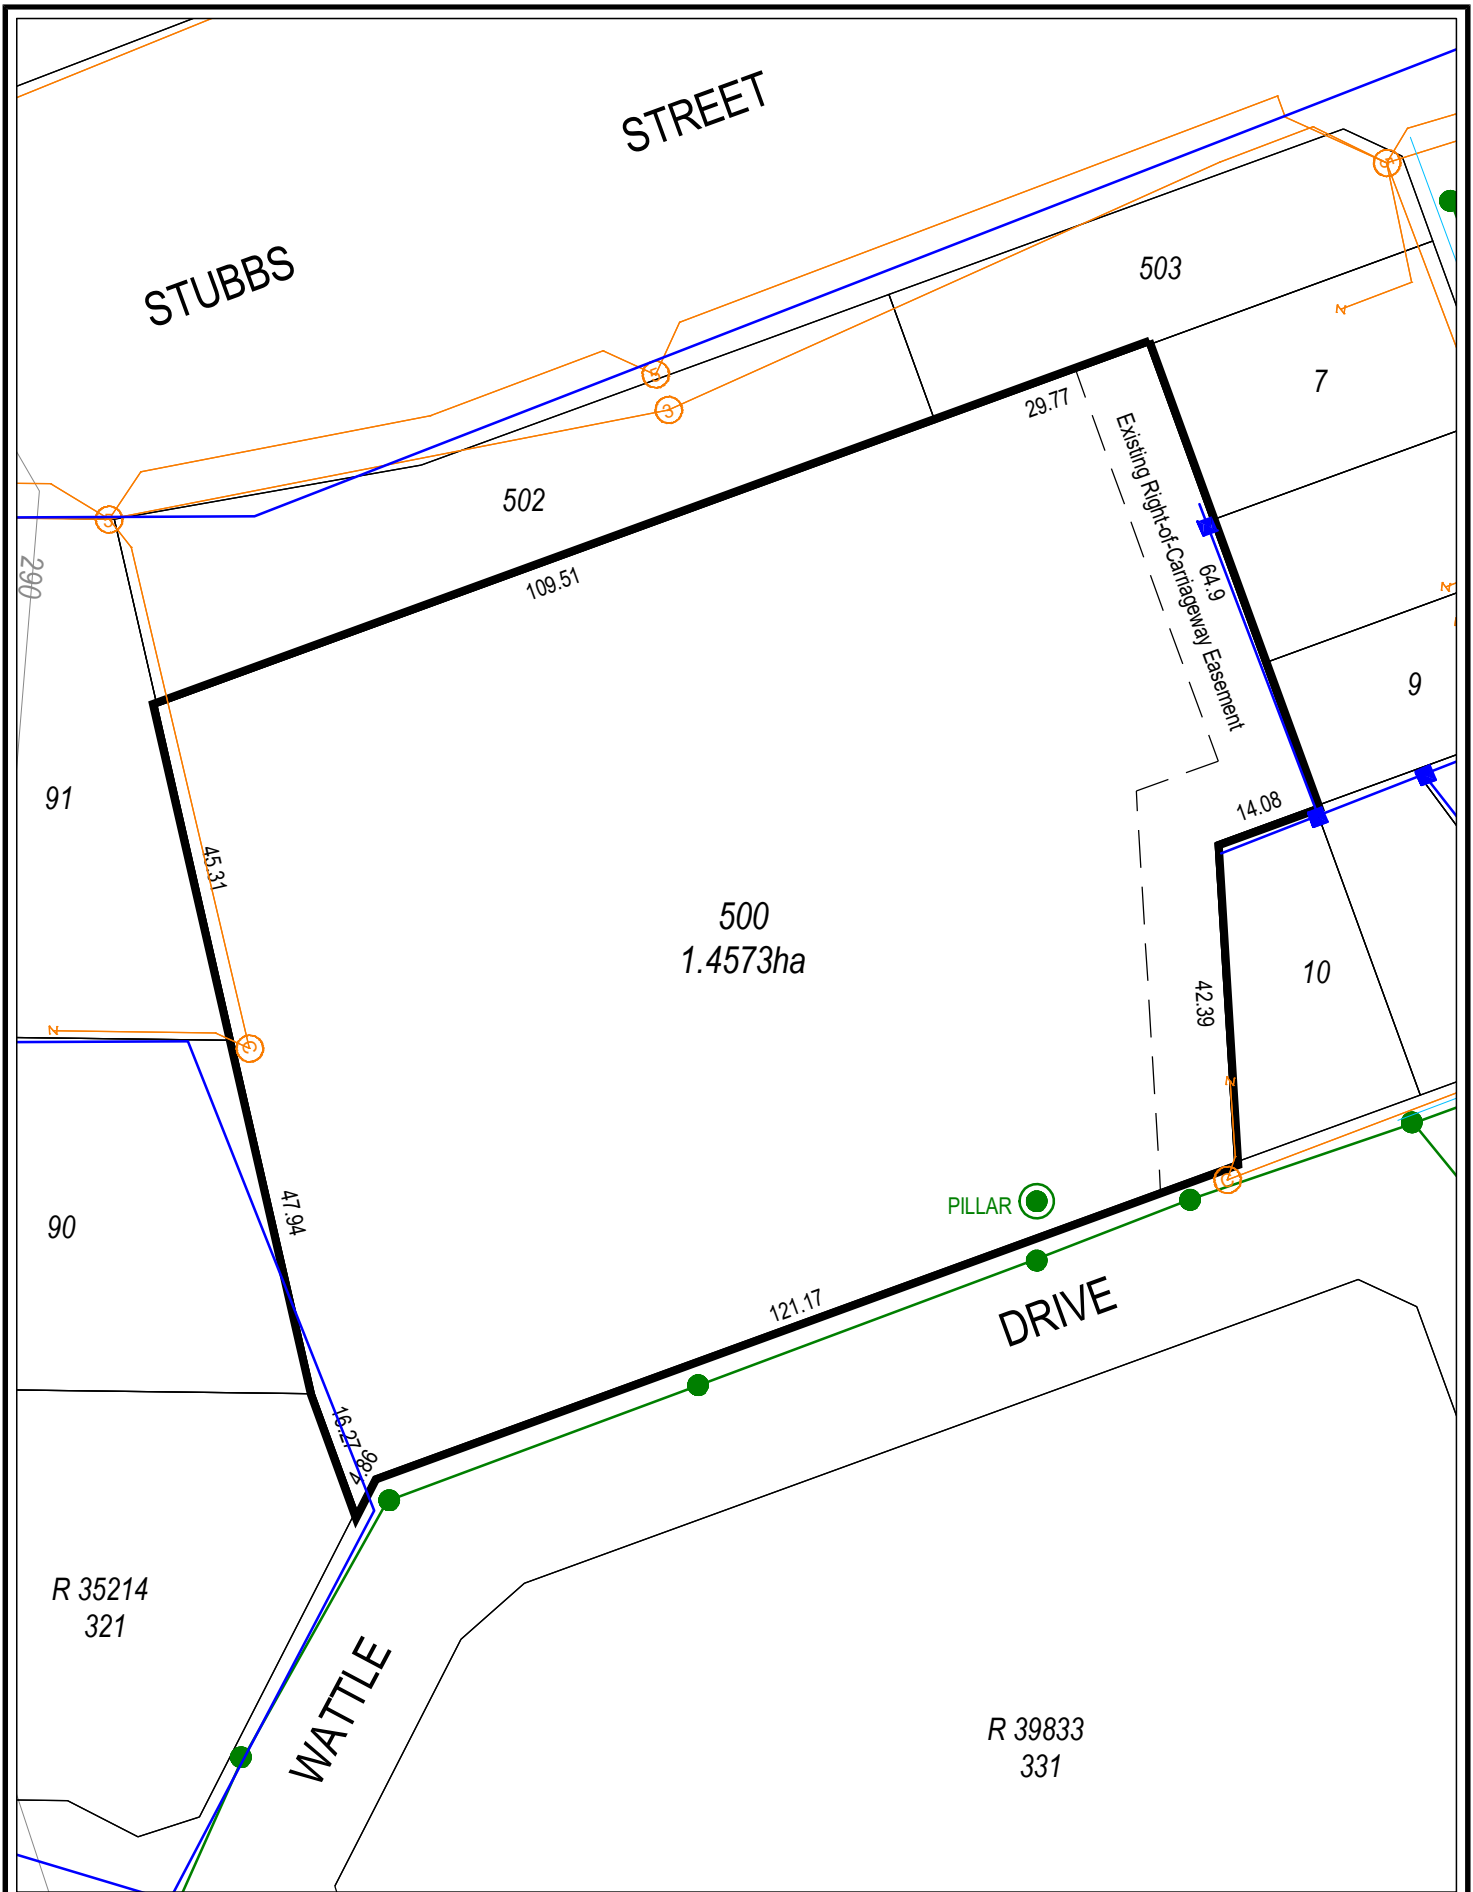 STREET
STUBBS
503
7
29.77
Existing Right-of-Carriageway Easement
502
109.51
290
64.9
9
91
14.08
45.31
500
1.4573ha
10
42.39
47.94
90
PILLAR
121.17
DRIVE
16.27
4.86
R 35214
321
WATTLE
R 39833
331